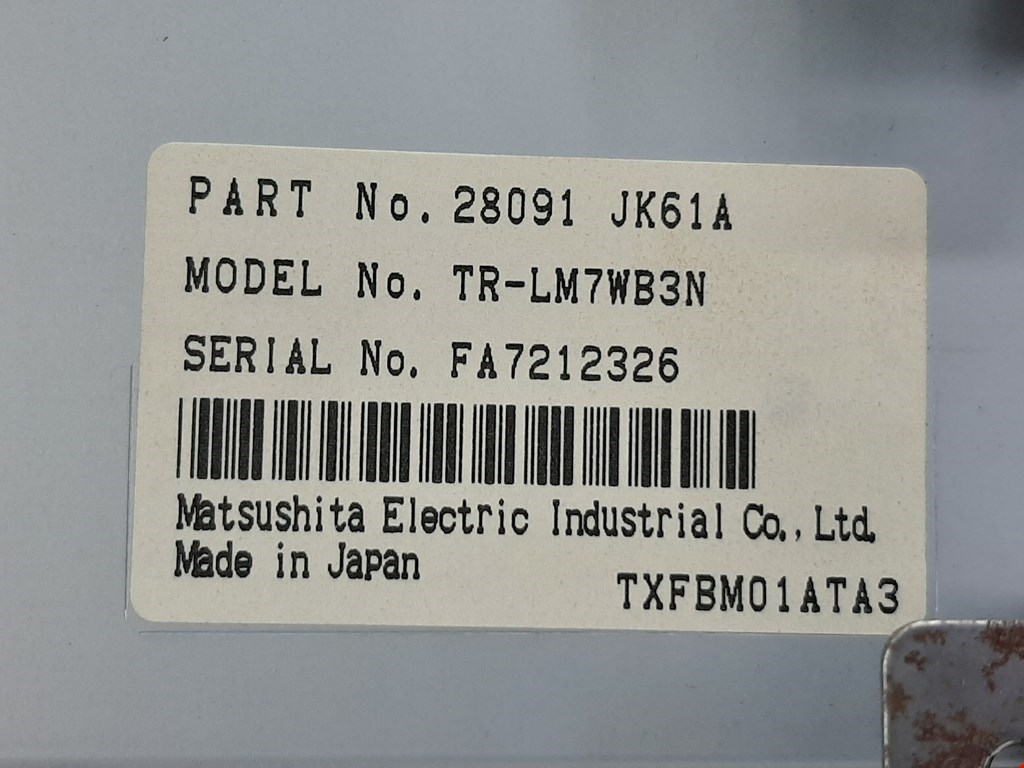 PART No. 28091 JK61A
MODEL No. TR-LM7WB3N
SERIAL No. FA7212326
Matsushita Electric Industrial Co., Ltd.
Made in Japan
TXFBM01ATA3